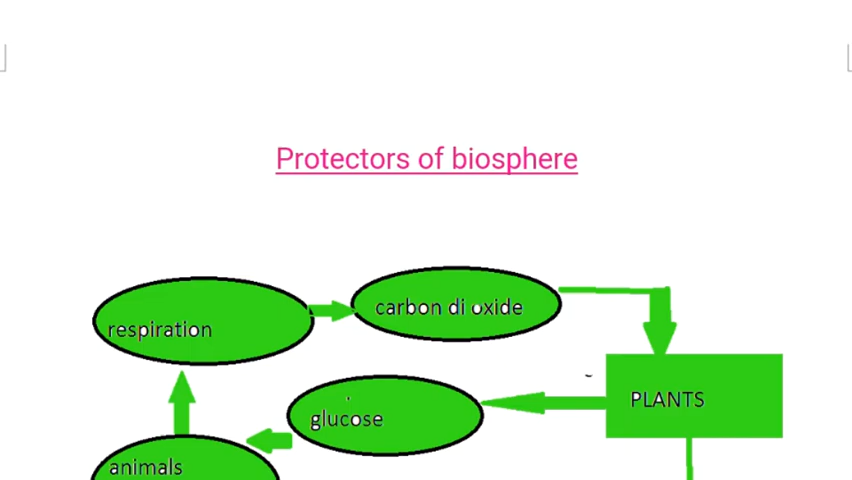 Protectors of biosphere
carbon di oxide
respiration
PLANTS
glucose
animals